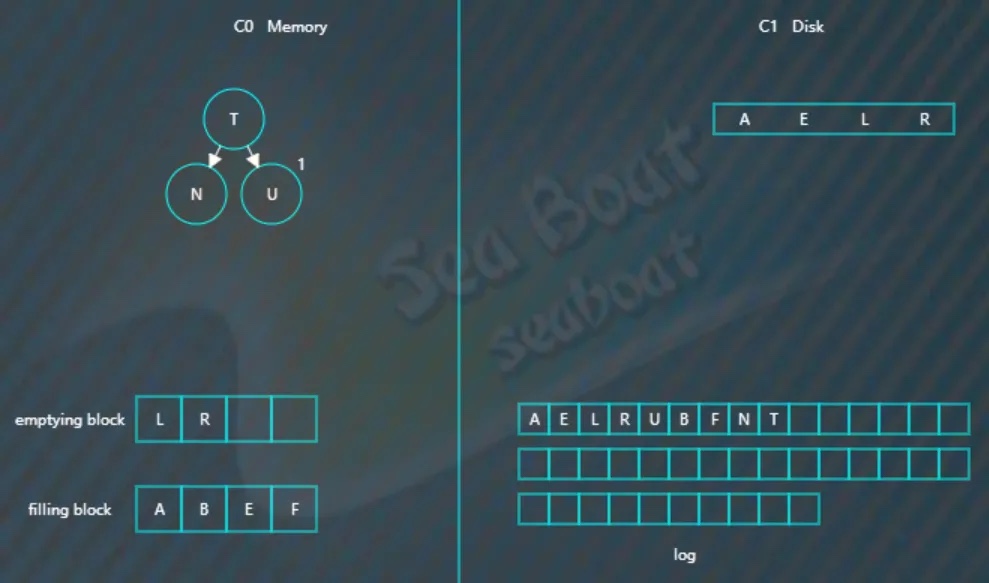 C0 Memory
C1 Disk
T
A E L R
1
N U
Sea Boat
seaBoat
emptying block L R
A E L R U B F N T
filling block A B E F
log